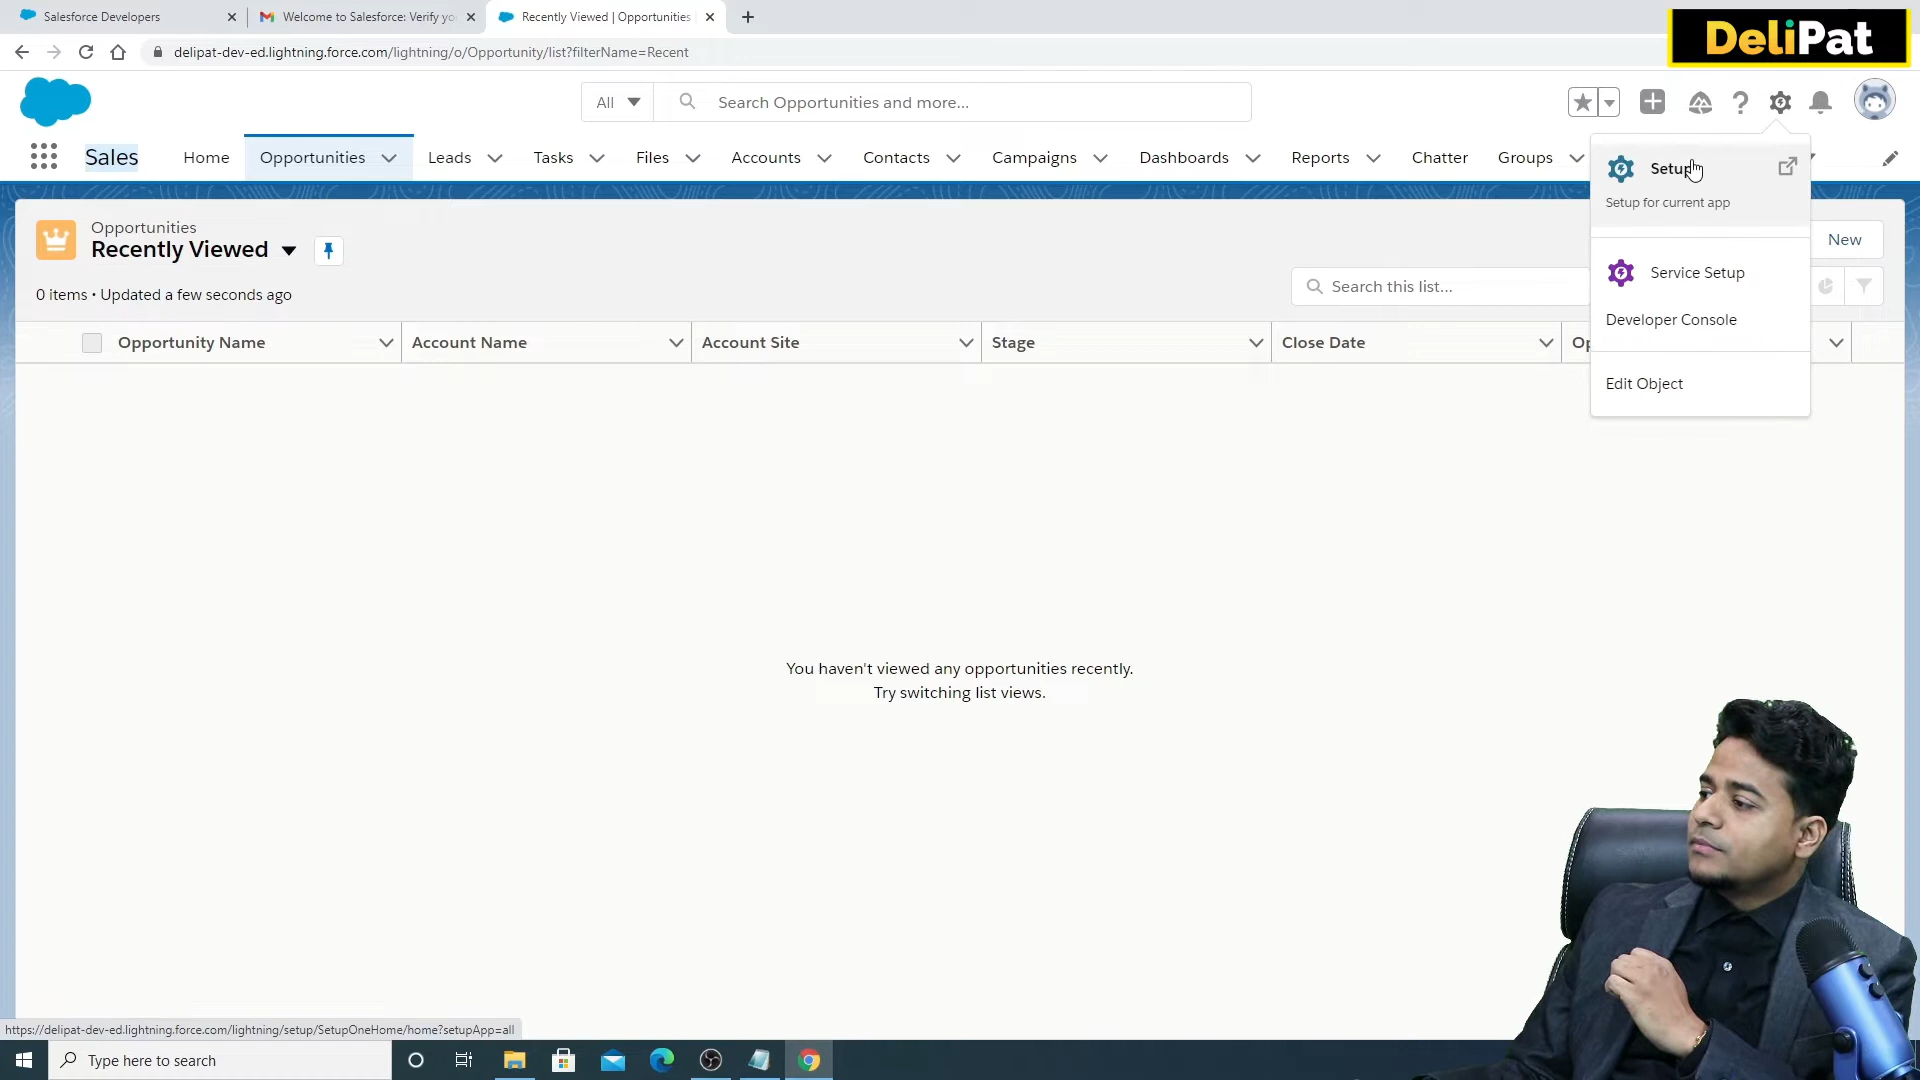 Salesforce Developers
Welcome to Salesforce: Verify yo
Recently Viewed | Opportunities
delipat-dev-ed.lightning.force.com/lightning/o/Opportunity/list?filterName=Recent
DeliPat
All
Search Opportunities and more...
Sales
Home
Opportunities
Leads
Tasks
Files
Accounts
Contacts
Campaigns
Dashboards
Reports
Chatter
Groups
Setup
Setup for current app
Service Setup
Developer Console
Edit Object
Opportunities
Recently Viewed
New
0 items • Updated a few seconds ago
Search this list...
Opportunity Name
Account Name
Account Site
Stage
Close Date
Op
You haven't viewed any opportunities recently.
Try switching list views.
https://delipat-dev-ed.lightning.force.com/lightning/setup/SetupOneHome/home?setupApp=all
Type here to search